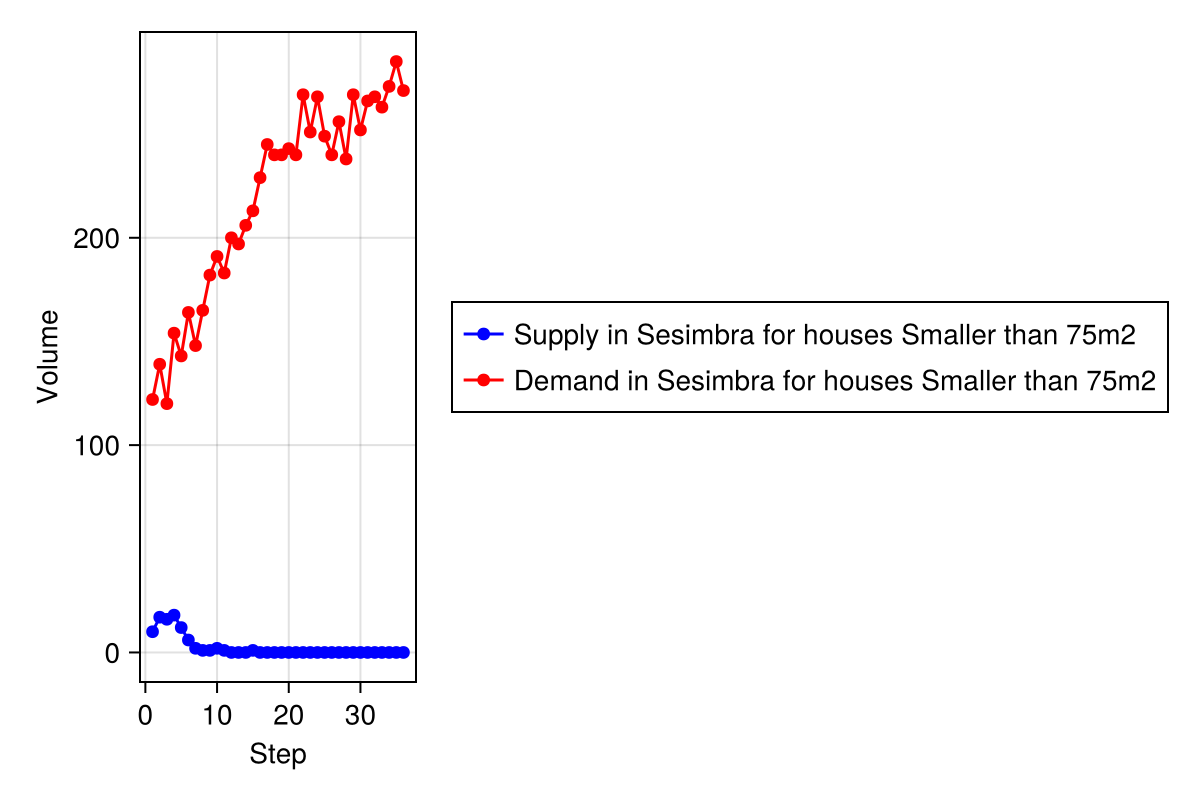 Volume
200
100
0
0 10 20 30
Step
Supply in Sesimbra for houses Smaller than 75m2
Demand in Sesimbra for houses Smaller than 75m2